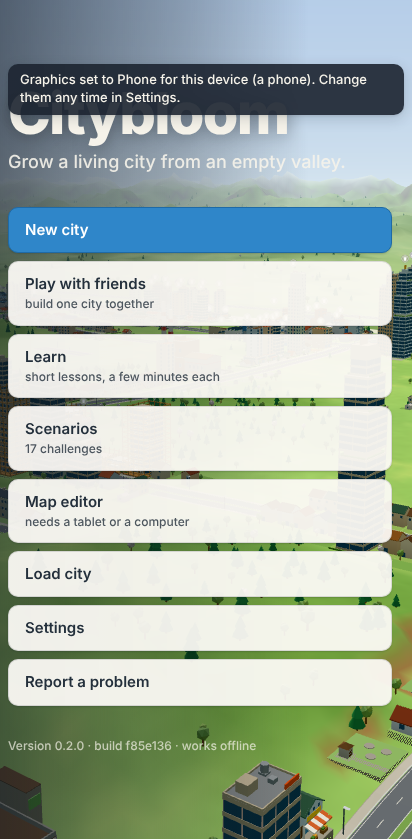 Graphics set to Phone for this device (a phone). Change
them any time in Settings.
Citybloom
Grow a living city from an empty valley.
New city
Play with friends
build one city together
Learn
short lessons, a few minutes each
Scenarios
17 challenges
Map editor
needs a tablet or a computer
Load city
Settings
Report a problem
Version 0.2.0 · build f85e136 · works offline